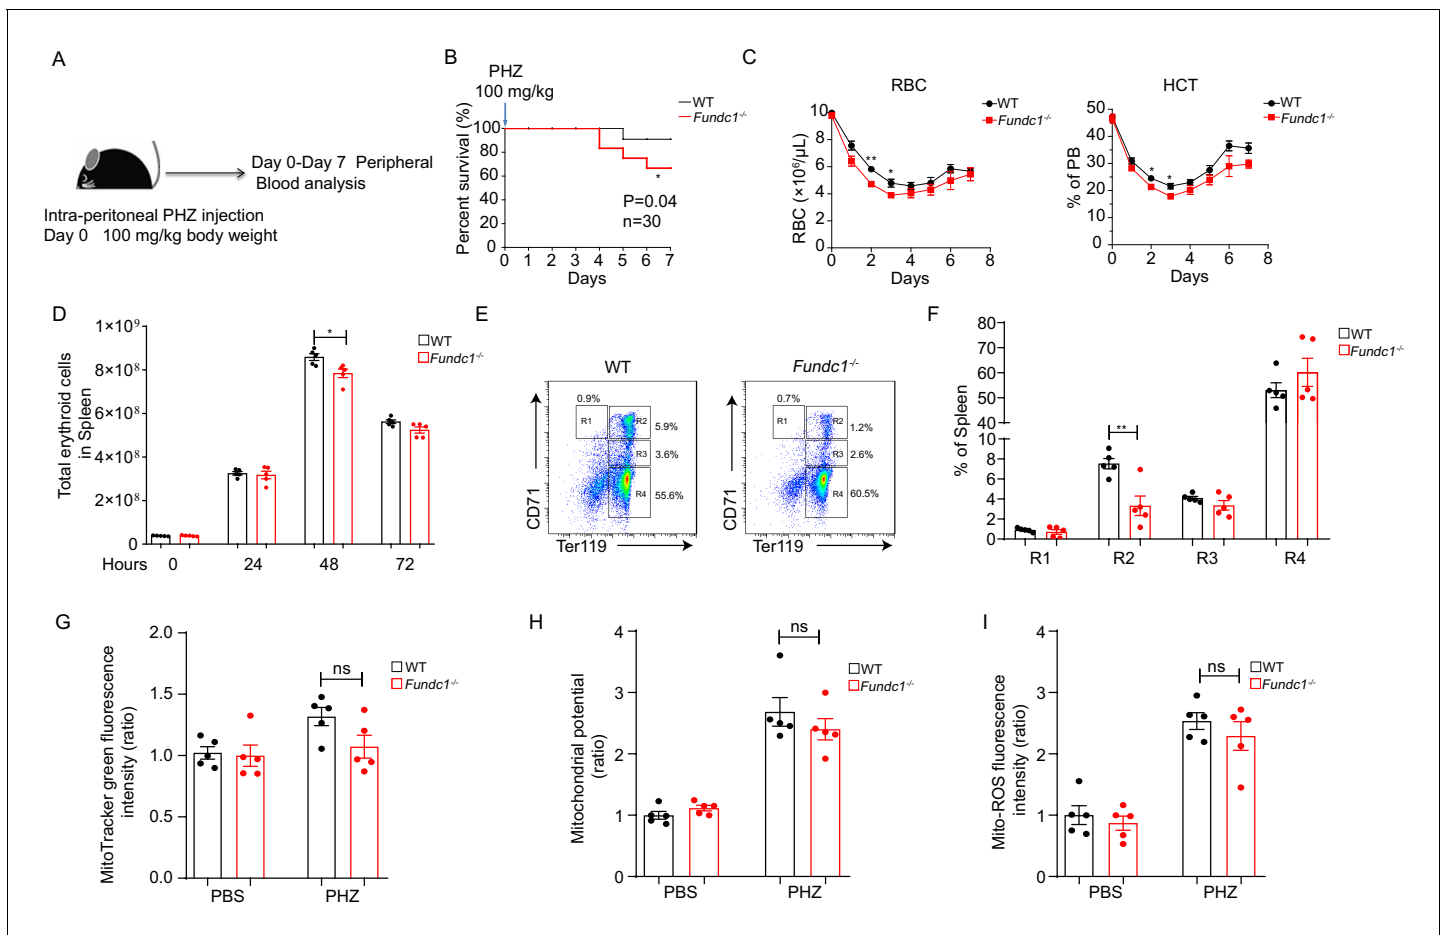 A
Intra-peritoneal PHZ injection
Day 0 100 mg/kg body weight
Day 0-Day 7 Peripheral
Blood analysis
B
PHZ
100 mg/kg
WT
Fundc1-/-
Percent survival (%)
100
80
60
40
20
0
*
P=0.04
n=30
0 1 2 3 4 5 6 7
Days
C
RBC
WT
Fundc1-/-
RBC (×10⁶/μL)
10
8
6
4
2
0
**
*
0 2 4 6 8
Days
HCT
WT
Fundc1-/-
% of PB
50
40
30
20
10
0
*
*
0 2 4 6 8
Days
D
Total erythroid cells
in Spleen
1×10⁹
8×10⁸
6×10⁸
4×10⁸
2×10⁸
0
*
WT
Fundc1-/-
Hours 0 24 48 72
E
WT
0.9%
R1
R2
5.9%
R3
3.6%
R4
55.6%
CD71
Ter119
Fundc1-/-
0.7%
R1
R2
1.2%
R3
2.6%
R4
60.5%
CD71
Ter119
F
% of Spleen
80
70
60
50
40
10
8
6
4
2
0
**
WT
Fundc1-/-
R1 R2 R3 R4
G
MitoTracker green fluorescence
intensity (ratio)
2.0
1.5
1.0
0.5
0.0
ns
WT
Fundc1-/-
PBS PHZ
H
Mitochondrial potential
(ratio)
4
3
2
1
0
ns
WT
Fundc1-/-
PBS PHZ
I
Mito-ROS fluorescence
intensity (ratio)
4
3
2
1
0
ns
WT
Fundc1-/-
PBS PHZ